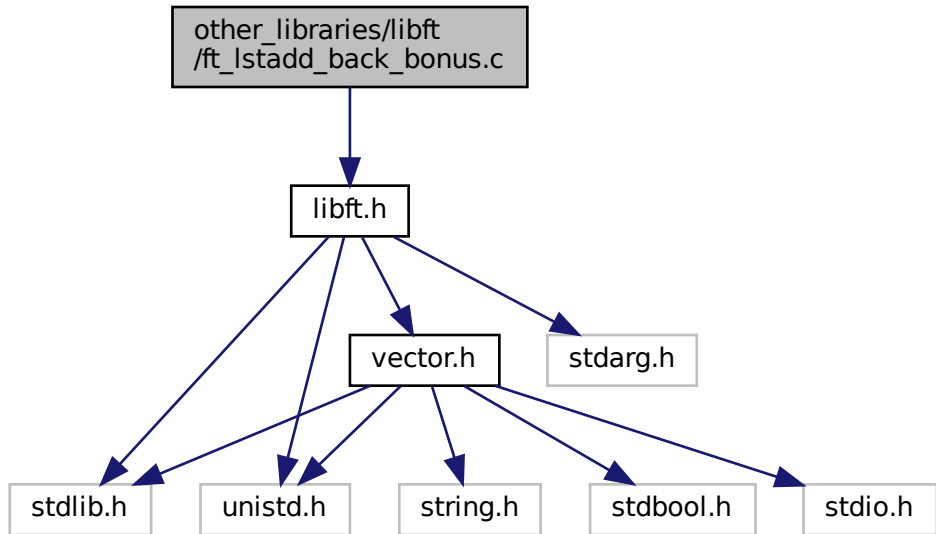 other_libraries/libft
/ft_lstadd_back_bonus.c
libft.h
vector.h
stdarg.h
stdlib.h
unistd.h
string.h
stdbool.h
stdio.h